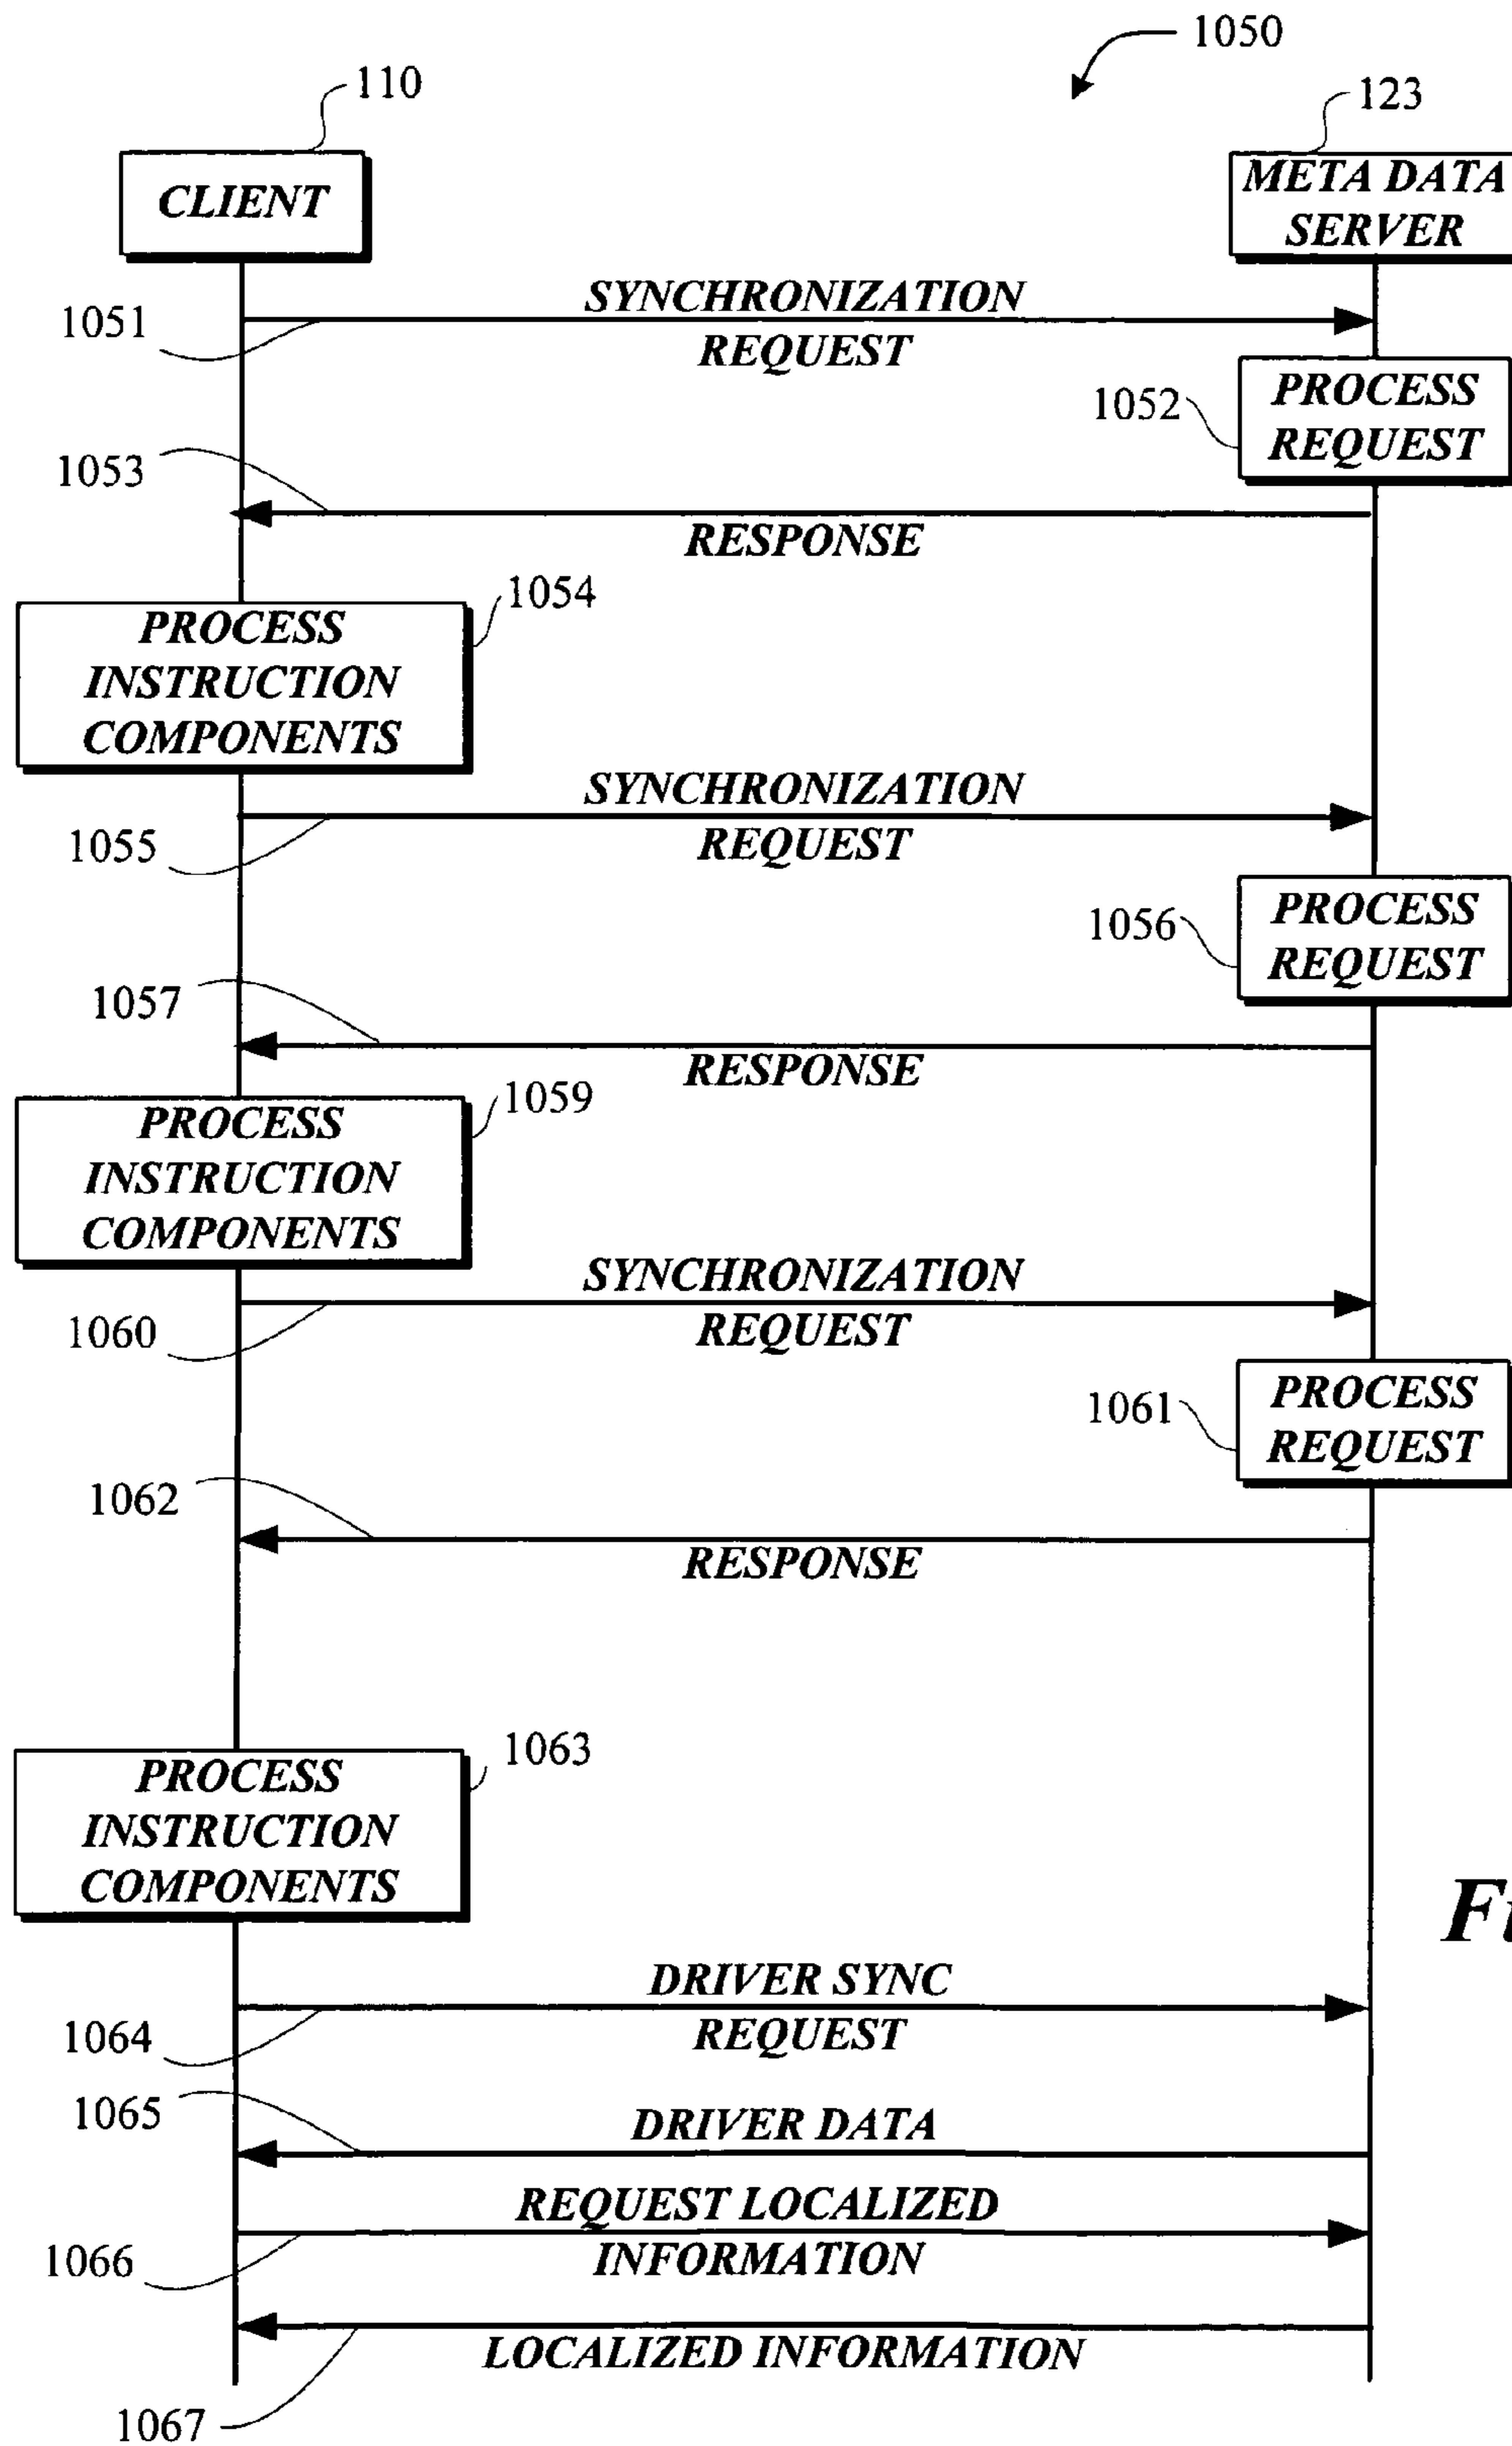 1050
110
123
CLIENT
META DATA
SERVER
SYNCHRONIZATION
1051
REQUEST
PROCESS
REQUEST
1052
1053
RESPONSE
1054
PROCESS
INSTRUCTION
COMPONENTS
SYNCHRONIZATION
1055
REQUEST
PROCESS
REQUEST
1056
1057
RESPONSE
1059
PROCESS
INSTRUCTION
COMPONENTS
SYNCHRONIZATION
1060
REQUEST
PROCESS
REQUEST
1061
1062
RESPONSE
1063
PROCESS
INSTRUCTION
COMPONENTS
DRIVER SYNC
1064
REQUEST
1065
DRIVER DATA
REQUEST LOCALIZED
1066
INFORMATION
LOCALIZED INFORMATION
1067